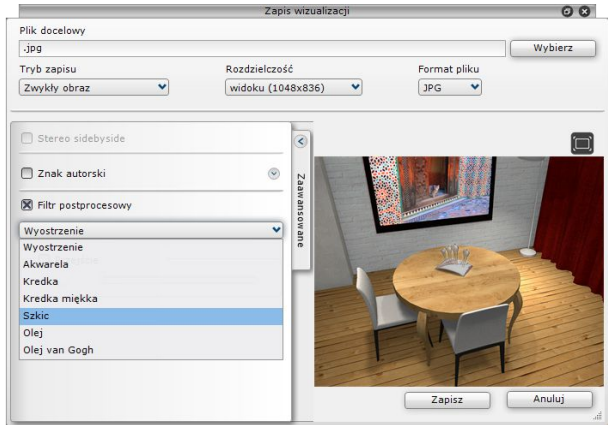 Zapis wizualizacji
Plik docelowy
.jpg
Wybierz
Tryb zapisu
Rozdzielczość
Format pliku
Zwykły obraz
widoku (1048x836)
JPG
Stereo sidebyside
Znak autorski
Filtr postprocesowy
Wyostrzenie
Wyostrzenie
Akwarela
Kredka
Kredka miękka
Szkic
Olej
Olej van Gogh
Zaawansowane
Zapisz
Anuluj